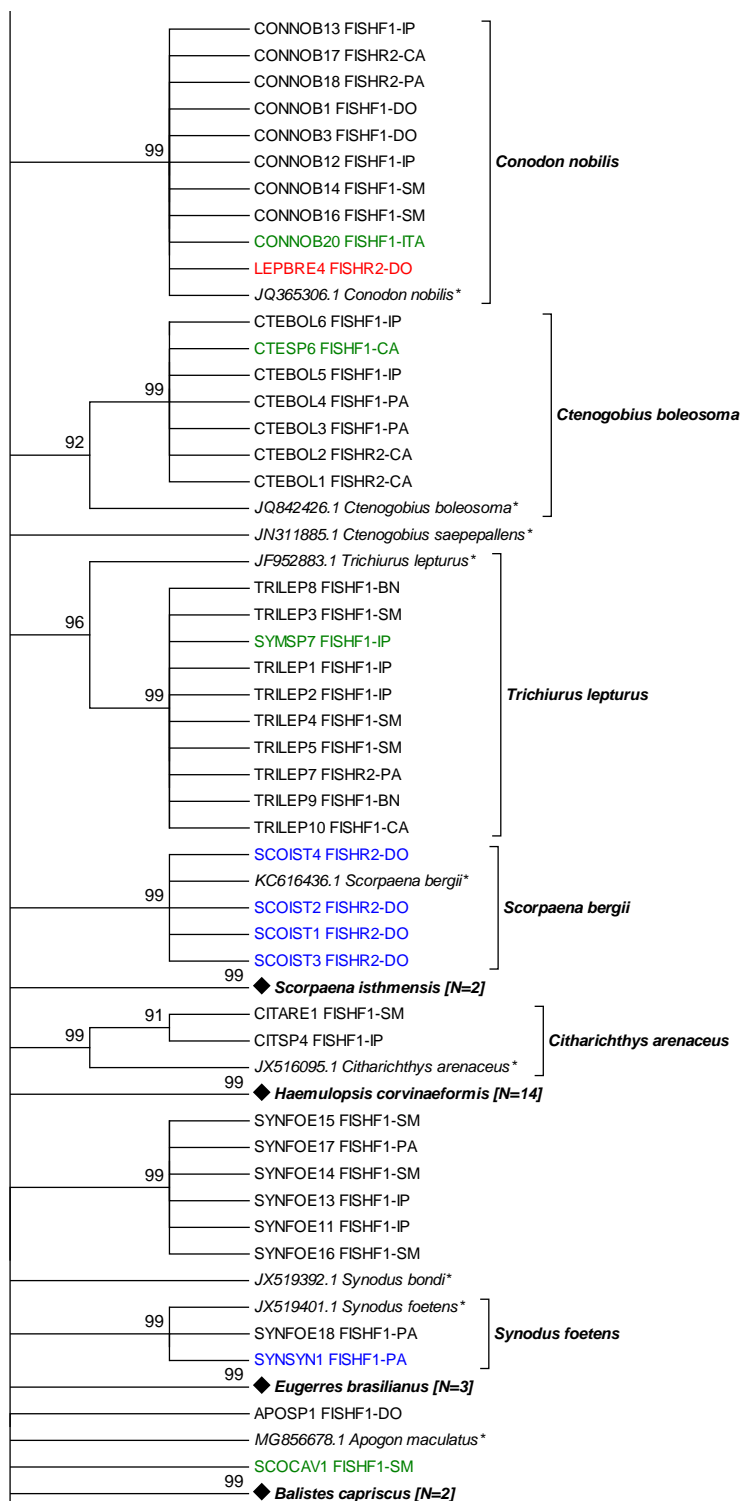 CONNOB13 FISHF1-IP
CONNOB17 FISHR2-CA
CONNOB18 FISHR2-PA
CONNOB1 FISHF1-DO
CONNOB3 FISHF1-DO
99
CONNOB12 FISHF1-IP
Conodon nobilis
CONNOB14 FISHF1-SM
CONNOB16 FISHF1-SM
CONNOB20 FISHF1-ITA
LEPBRE4 FISHR2-DO
JQ365306.1 Conodon nobilis*
CTEBOL6 FISHF1-IP
CTESP6 FISHF1-CA
CTEBOL5 FISHF1-IP
99
CTEBOL4 FISHF1-PA
Ctenogobius boleosoma
CTEBOL3 FISHF1-PA
92
CTEBOL2 FISHR2-CA
CTEBOL1 FISHR2-CA
JQ842426.1 Ctenogobius boleosoma*
JN311885.1 Ctenogobius saepepallens*
JF952883.1 Trichiurus lepturus*
TRILEP8 FISHF1-BN
TRILEP3 FISHF1-SM
96
SYMSP7 FISHF1-IP
TRILEP1 FISHF1-IP
99
TRILEP2 FISHF1-IP
Trichiurus lepturus
TRILEP4 FISHF1-SM
TRILEP5 FISHF1-SM
TRILEP7 FISHR2-PA
TRILEP9 FISHF1-BN
TRILEP10 FISHF1-CA
SCOIST4 FISHR2-DO
KC616436.1 Scorpaena bergii*
99
SCOIST2 FISHR2-DO
Scorpaena bergii
SCOIST1 FISHR2-DO
SCOIST3 FISHR2-DO
99
◆ Scorpaena isthmensis [N=2]
91
CITARE1 FISHF1-SM
CITSP4 FISHF1-IP
Citharichthys arenaceus
99
JX516095.1 Citharichthys arenaceus*
99
◆ Haemulopsis corvinaeformis [N=14]
SYNFOE15 FISHF1-SM
SYNFOE17 FISHF1-PA
99
SYNFOE14 FISHF1-SM
SYNFOE13 FISHF1-IP
SYNFOE11 FISHF1-IP
SYNFOE16 FISHF1-SM
JX519392.1 Synodus bondi*
JX519401.1 Synodus foetens*
99
SYNFOE18 FISHF1-PA
Synodus foetens
SYNSYN1 FISHF1-PA
99
◆ Eugerres brasilianus [N=3]
APOSP1 FISHF1-DO
MG856678.1 Apogon maculatus*
SCOCAV1 FISHF1-SM
99
◆ Balistes capriscus [N=2]